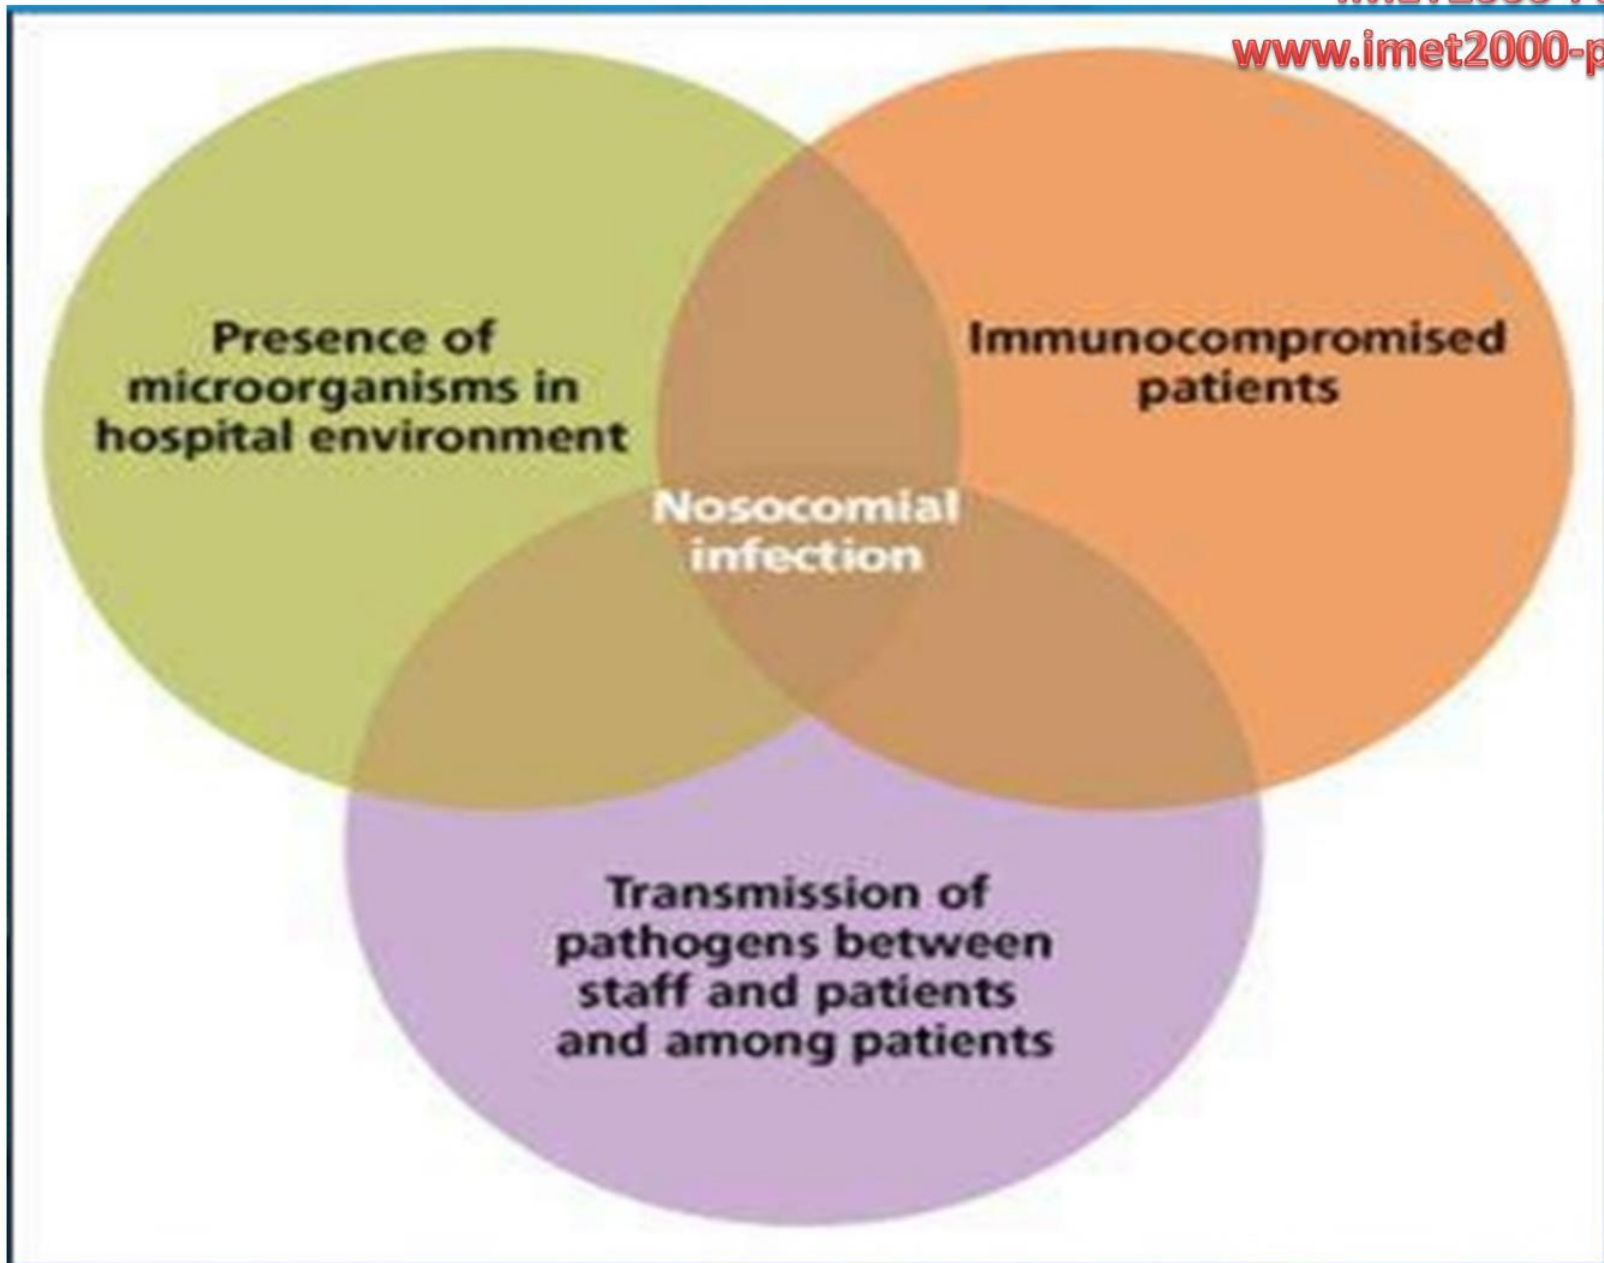 www.imet2000-p
Presence of
microorganisms in
hospital environment
Immunocompromised
patients
Nosocomial
infection
Transmission of
pathogens between
staff and patients
and among patients